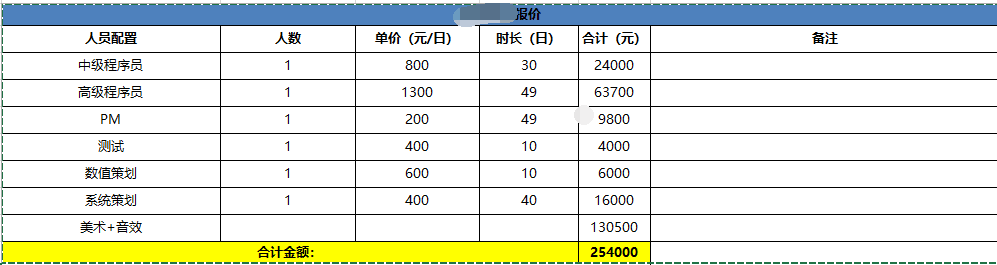 报价
人员配置 人数 单价（元/日） 时长（日） 合计（元） 备注
中级程序员 1 800 30 24000
高级程序员 1 1300 49 63700
PM 1 200 49 9800
测试 1 400 10 4000
数值策划 1 600 10 6000
系统策划 1 400 40 16000
美术+音效 130500
合计金额： 254000